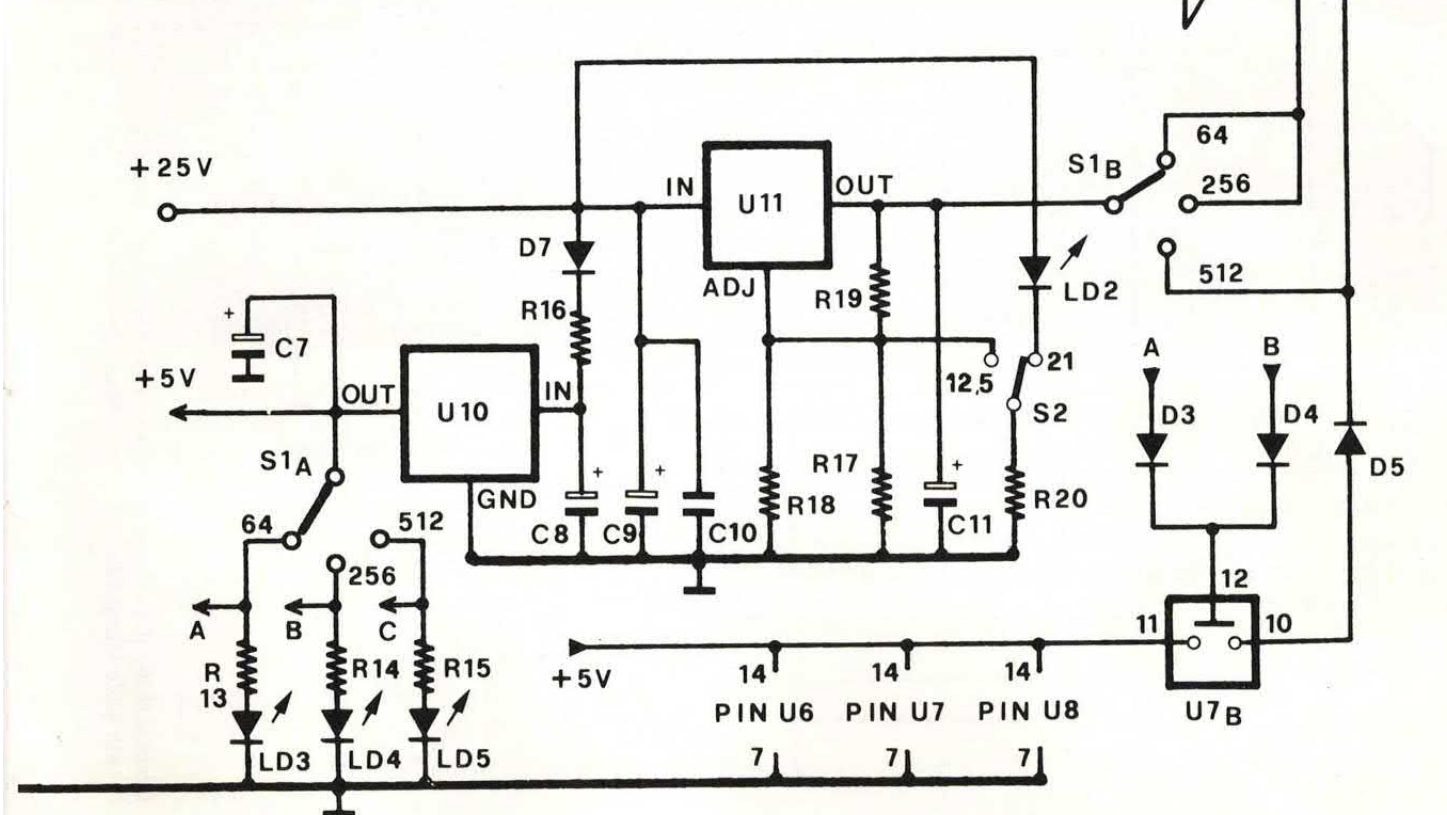 64
+25V
S1B
IN
U11
OUT
256
D7
ADJ
R19
LD2
512
R16
+
C7
A
B
+5V
OUT
U10
IN
12,5
21
S2
D3
D4
S1A
GND
+
+
R18
R17
+
R20
D5
64
512
C8
C9
C10
C11
256
12
A
B
C
11
10
R
13
R14
R15
+5V
14
14
14
PIN U6
PIN U7
PIN U8
U7B
LD3
LD4
LD5
7
7
7